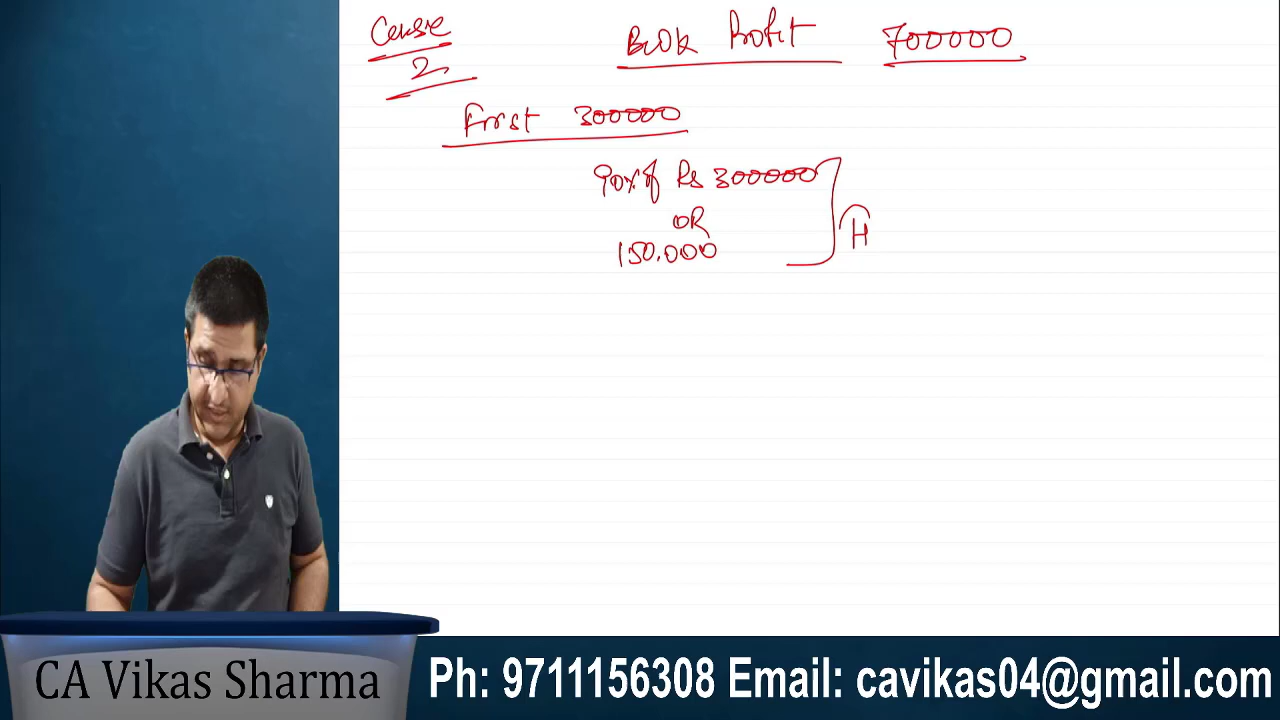 Case
2
Book Profit 700000
First 300000
90% of Rs 300000
OR
150.000
H
CA Vikas Sharma
Ph: 9711156308 Email: cavikas04@gmail.com